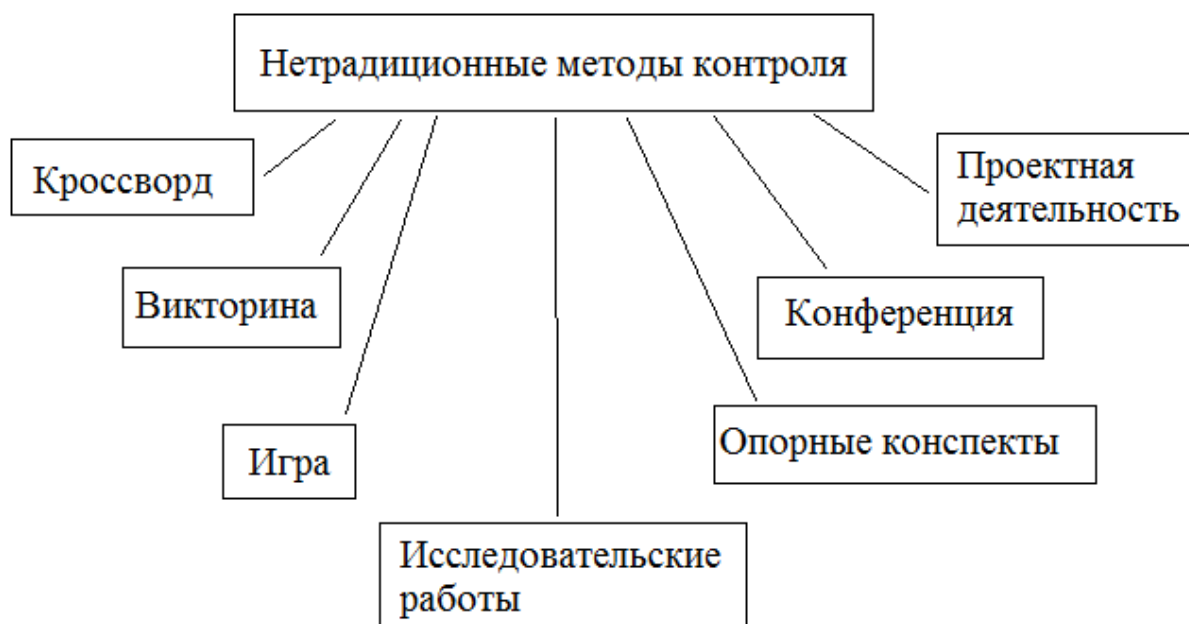 Нетрадиционные методы контроля
Кроссворд
Проектная
деятельность
Викторина
Конференция
Игра
Опорные конспекты
Исследовательские
работы